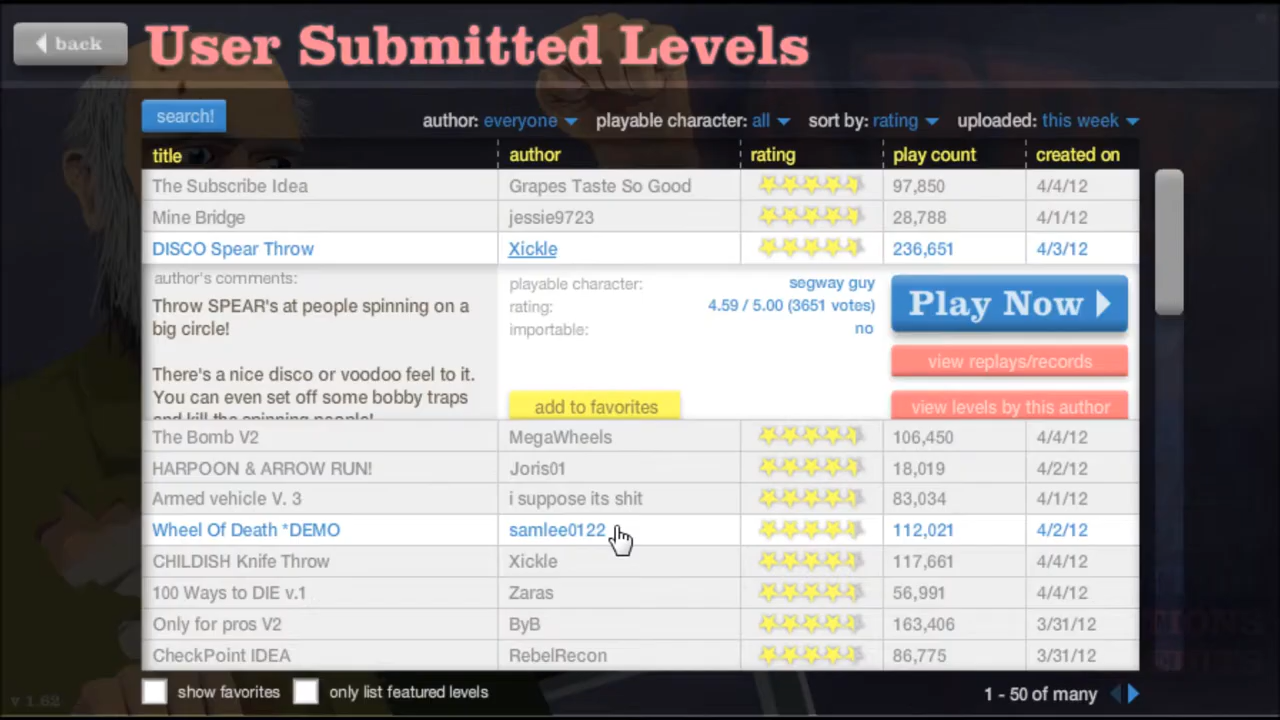 back
User Submitted Levels
search!
author: everyone playable character: all sort by: rating uploaded: this week
title author rating play count created on
The Subscribe Idea Grapes Taste So Good 97,850 4/4/12
Mine Bridge jessie9723 28,788 4/1/12
DISCO Spear Throw Xickle 236,651 4/3/12
author's comments:
Throw SPEAR's at people spinning on a
big circle!
There's a nice disco or voodoo feel to it.
You can even set off some bobby traps
and kill the spinning people!
playable character: segway guy
rating: 4.59 / 5.00 (3651 votes)
importable: no
add to favorites
Play Now
view replays/records
view levels by this author
The Bomb V2 MegaWheels 106,450 4/4/12
HARPOON & ARROW RUN! Joris01 18,019 4/2/12
Armed vehicle V. 3 i suppose its shit 83,034 4/1/12
Wheel Of Death *DEMO samlee0122 112,021 4/2/12
CHILDISH Knife Throw Xickle 117,661 4/4/12
100 Ways to DIE v.1 Zaras 56,991 4/4/12
Only for pros V2 ByB 163,406 3/31/12
CheckPoint IDEA RebelRecon 86,775 3/31/12
v 1.62
show favorites only list featured levels 1 - 50 of many